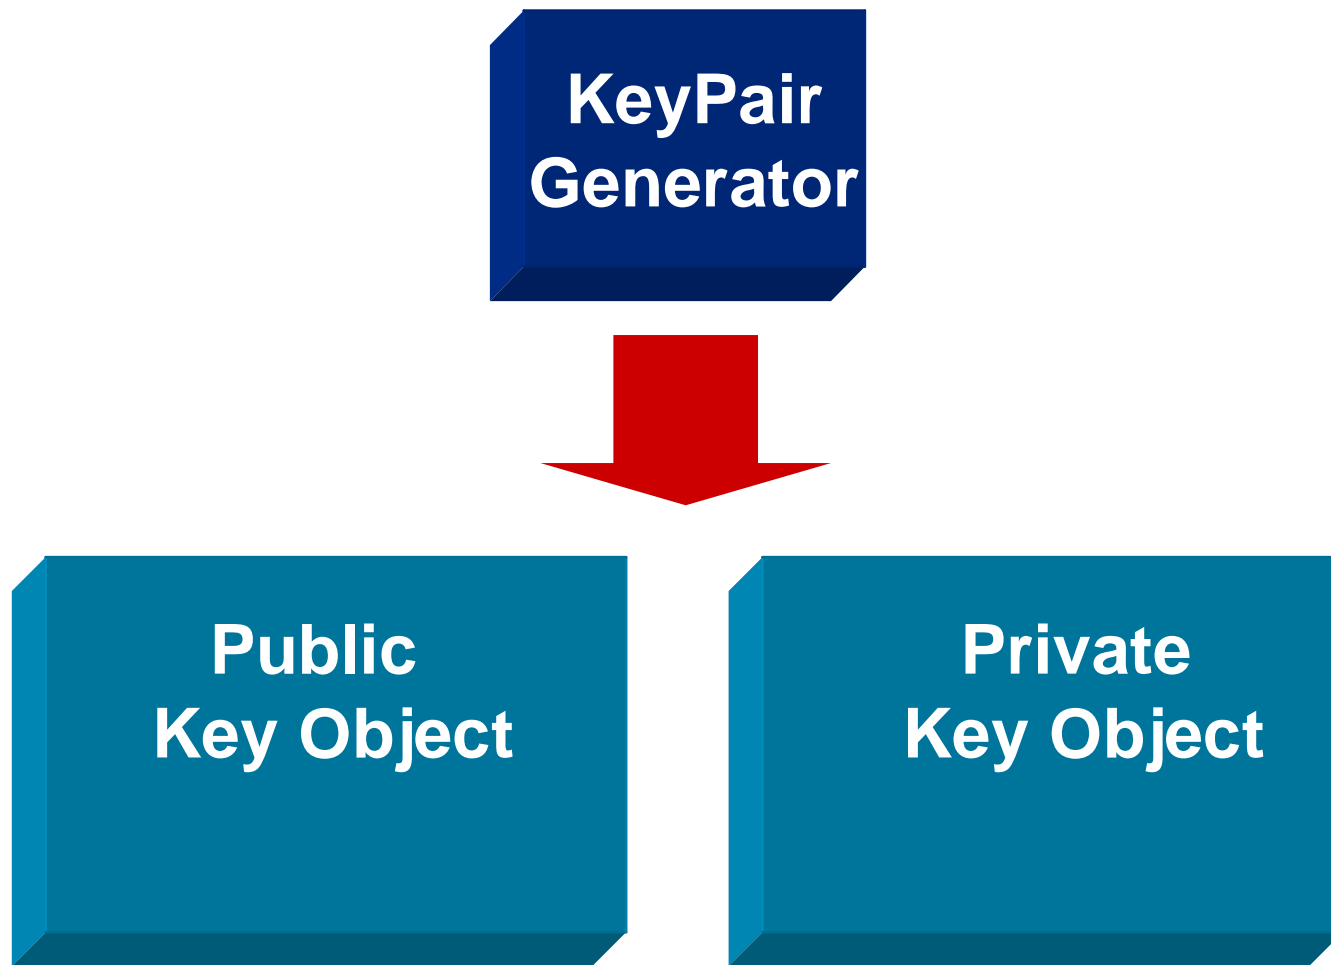 KeyPair
Generator
Public
Key Object
Private
Key Object